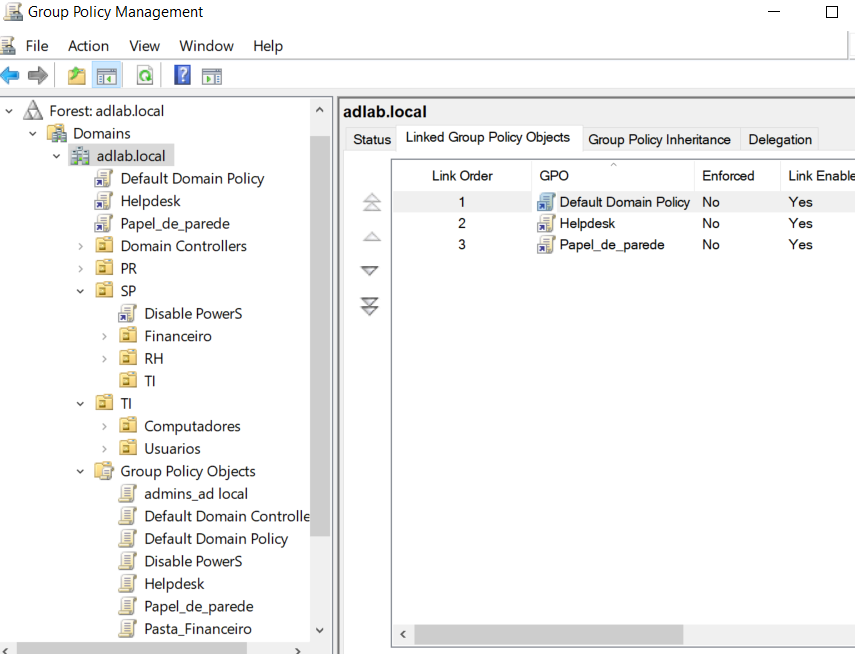 Group Policy Management
File Action View Window Help
Forest: adlab.local
Domains
adlab.local
Default Domain Policy
Helpdesk
Papel_de_parede
Domain Controllers
PR
SP
Disable PowerS
Financeiro
RH
TI
TI
Computadores
Usuarios
Group Policy Objects
admins_ad local
Default Domain Controlle
Default Domain Policy
Disable PowerS
Helpdesk
Papel_de_parede
Pasta_Financeiro
adlab.local
Status Linked Group Policy Objects Group Policy Inheritance Delegation
Link Order GPO Enforced Link Enable
1 Default Domain Policy No Yes
2 Helpdesk No Yes
3 Papel_de_parede No Yes